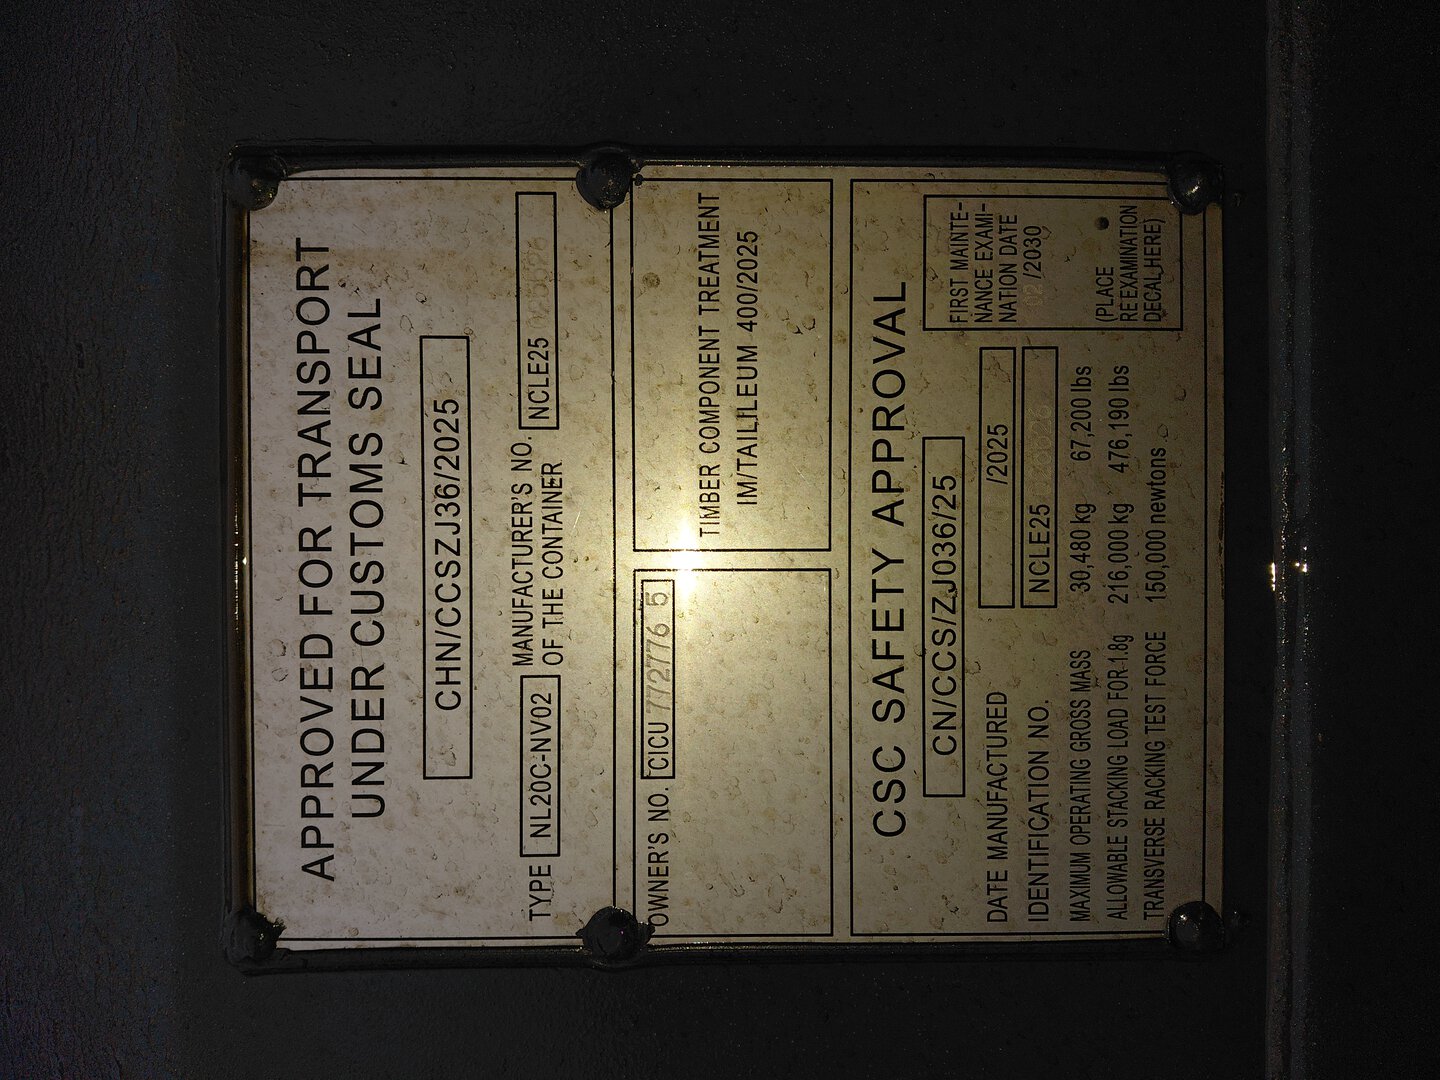 APPROVED FOR TRANSPORT
UNDER CUSTOMS SEAL
CHN/CCSZJ36/2025
TYPE NL20C-NV02 MANUFACTURER'S NO.
OF THE CONTAINER NCLE25
OWNER'S NO. CICU 772776 5
TIMBER COMPONENT TREATMENT
IM/TAILILEUM 400/2025
CSC SAFETY APPROVAL
CN/CCS/ZJ036/25
DATE MANUFACTURED /2025
IDENTIFICATION NO. NCLE25
MAXIMUM OPERATING GROSS MASS 30,480 kg 67,200 lbs
ALLOWABLE STACKING LOAD FOR 1.8g 216,000 kg 476,190 lbs
TRANSVERSE RACKING TEST FORCE 150,000 newtons
FIRST MAINTE-
NANCE EXAMI-
NATION DATE
02 /2030
(PLACE
RE-EXAMINATION
DECAL HERE)